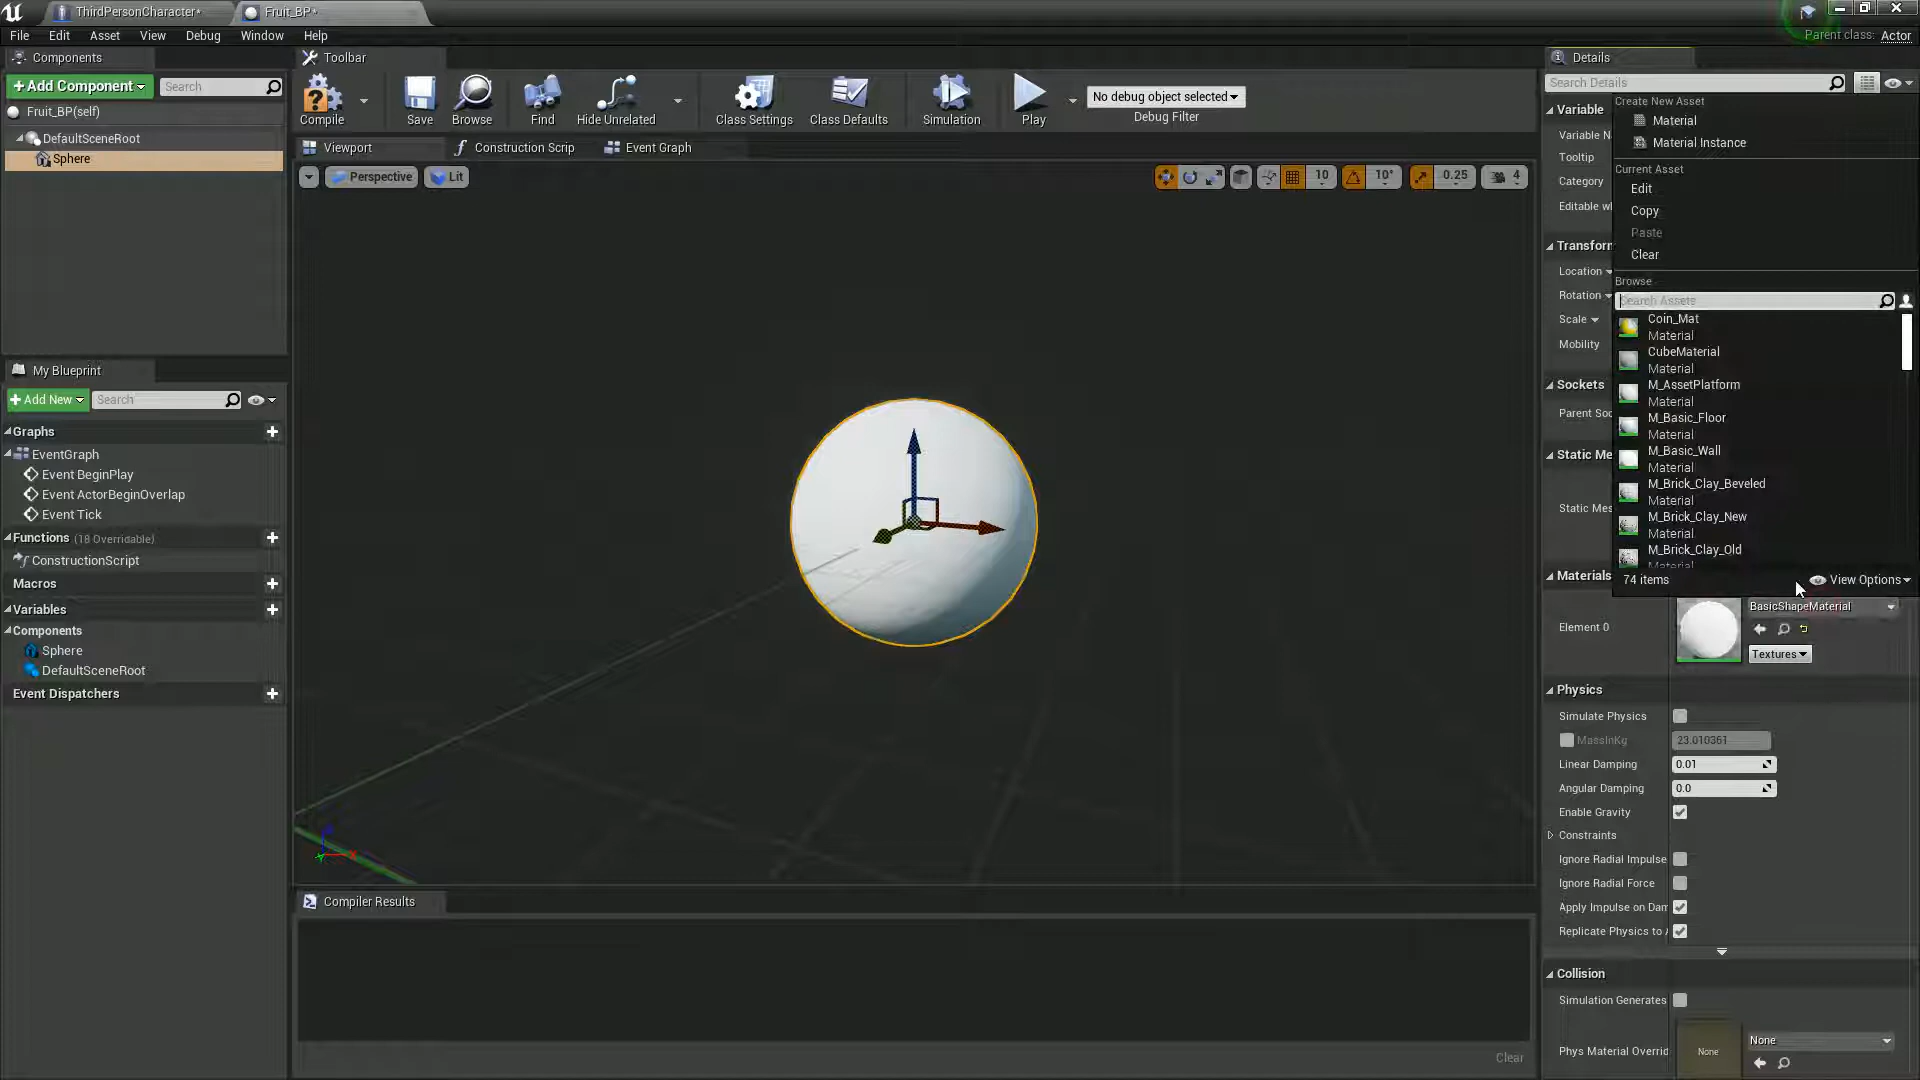 ThirdPersonCharacter*
Fruit_BP*
File Edit Asset View Debug Window Help
Parent class: Actor
Components
Toolbar
Details
+Add Component
Search
Search Details
Fruit_BP(self)
DefaultSceneRoot
Sphere
Compile
Save
Browse
Find
Hide Unrelated
Class Settings
Class Defaults
Simulation
Play
No debug object selected
Debug Filter
Viewport
Construction Scrip
Event Graph
Perspective
Lit
10
10°
0.25
4
My Blueprint
+Add New
Search
Graphs
EventGraph
Event BeginPlay
Event ActorBeginOverlap
Event Tick
Functions (18 Overridable)
ConstructionScript
Macros
Variables
Components
Sphere
DefaultSceneRoot
Event Dispatchers
Compiler Results
Clear
Variable
Variable N
Tooltip
Category
Editable wl
Transforn
Location
Rotation
Scale
Mobility
Sockets
Parent Soc
Static Me
Static Mes
Create New Asset
Material
Material Instance
Current Asset
Edit
Copy
Paste
Clear
Browse
Search Assets
Coin_Mat
Material
CubeMaterial
Material
M_AssetPlatform
Material
M_Basic_Floor
Material
M_Basic_Wall
Material
M_Brick_Clay_Beveled
Material
M_Brick_Clay_New
Material
M_Brick_Clay_Old
Material
74 items
View Options
Materials
Element 0
BasicShapeMaterial
Textures
Physics
Simulate Physics
MassInKg
23.010361
Linear Damping
0.01
Angular Damping
0.0
Enable Gravity
Constraints
Ignore Radial Impulse
Ignore Radial Force
Apply Impulse on Dam
Replicate Physics to A
Collision
Simulation Generates
Phys Material Overrid
None
None